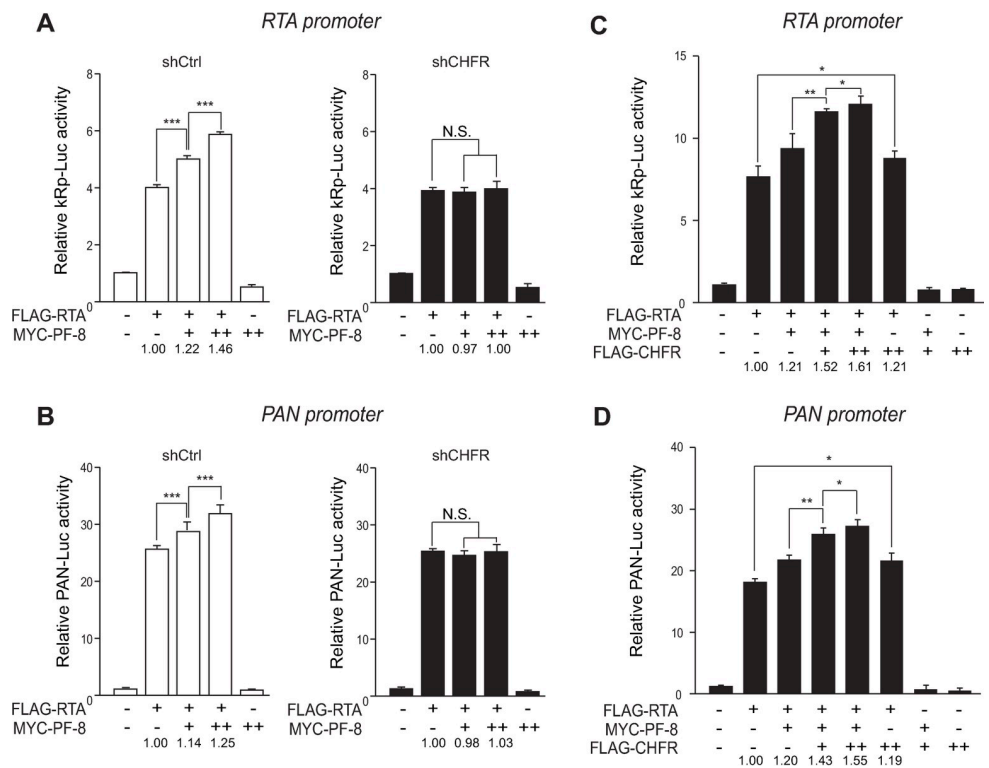 A
RTA promoter
shCtrl
Relative kRp-Luc activity
8
6
4
2
0
***
***
FLAG-RTA - + + + -
MYC-PF-8 - - + ++ ++
1.00 1.22 1.46
shCHFR
Relative kRp-Luc activity
8
6
4
2
0
N.S.
FLAG-RTA - + + + -
MYC-PF-8 - - + ++ ++
1.00 0.97 1.00
B
PAN promoter
shCtrl
Relative PAN-Luc activity
40
30
20
10
0
***
***
FLAG-RTA - + + + -
MYC-PF-8 - - + ++ ++
1.00 1.14 1.25
shCHFR
Relative PAN-Luc activity
40
30
20
10
0
N.S.
FLAG-RTA - + + + -
MYC-PF-8 - - + ++ ++
1.00 0.98 1.03
C
RTA promoter
Relative kRp-Luc activity
15
10
5
0
*
**
*
FLAG-RTA - + + + + + - -
MYC-PF-8 - - + + + - + -
FLAG-CHFR - - - + ++ ++ + ++
1.00 1.21 1.52 1.61 1.21
D
PAN promoter
Relative PAN-Luc activity
40
30
20
10
0
*
**
*
FLAG-RTA - + + + + + - -
MYC-PF-8 - - + + + - + -
FLAG-CHFR - - - + ++ ++ + ++
1.00 1.20 1.43 1.55 1.19